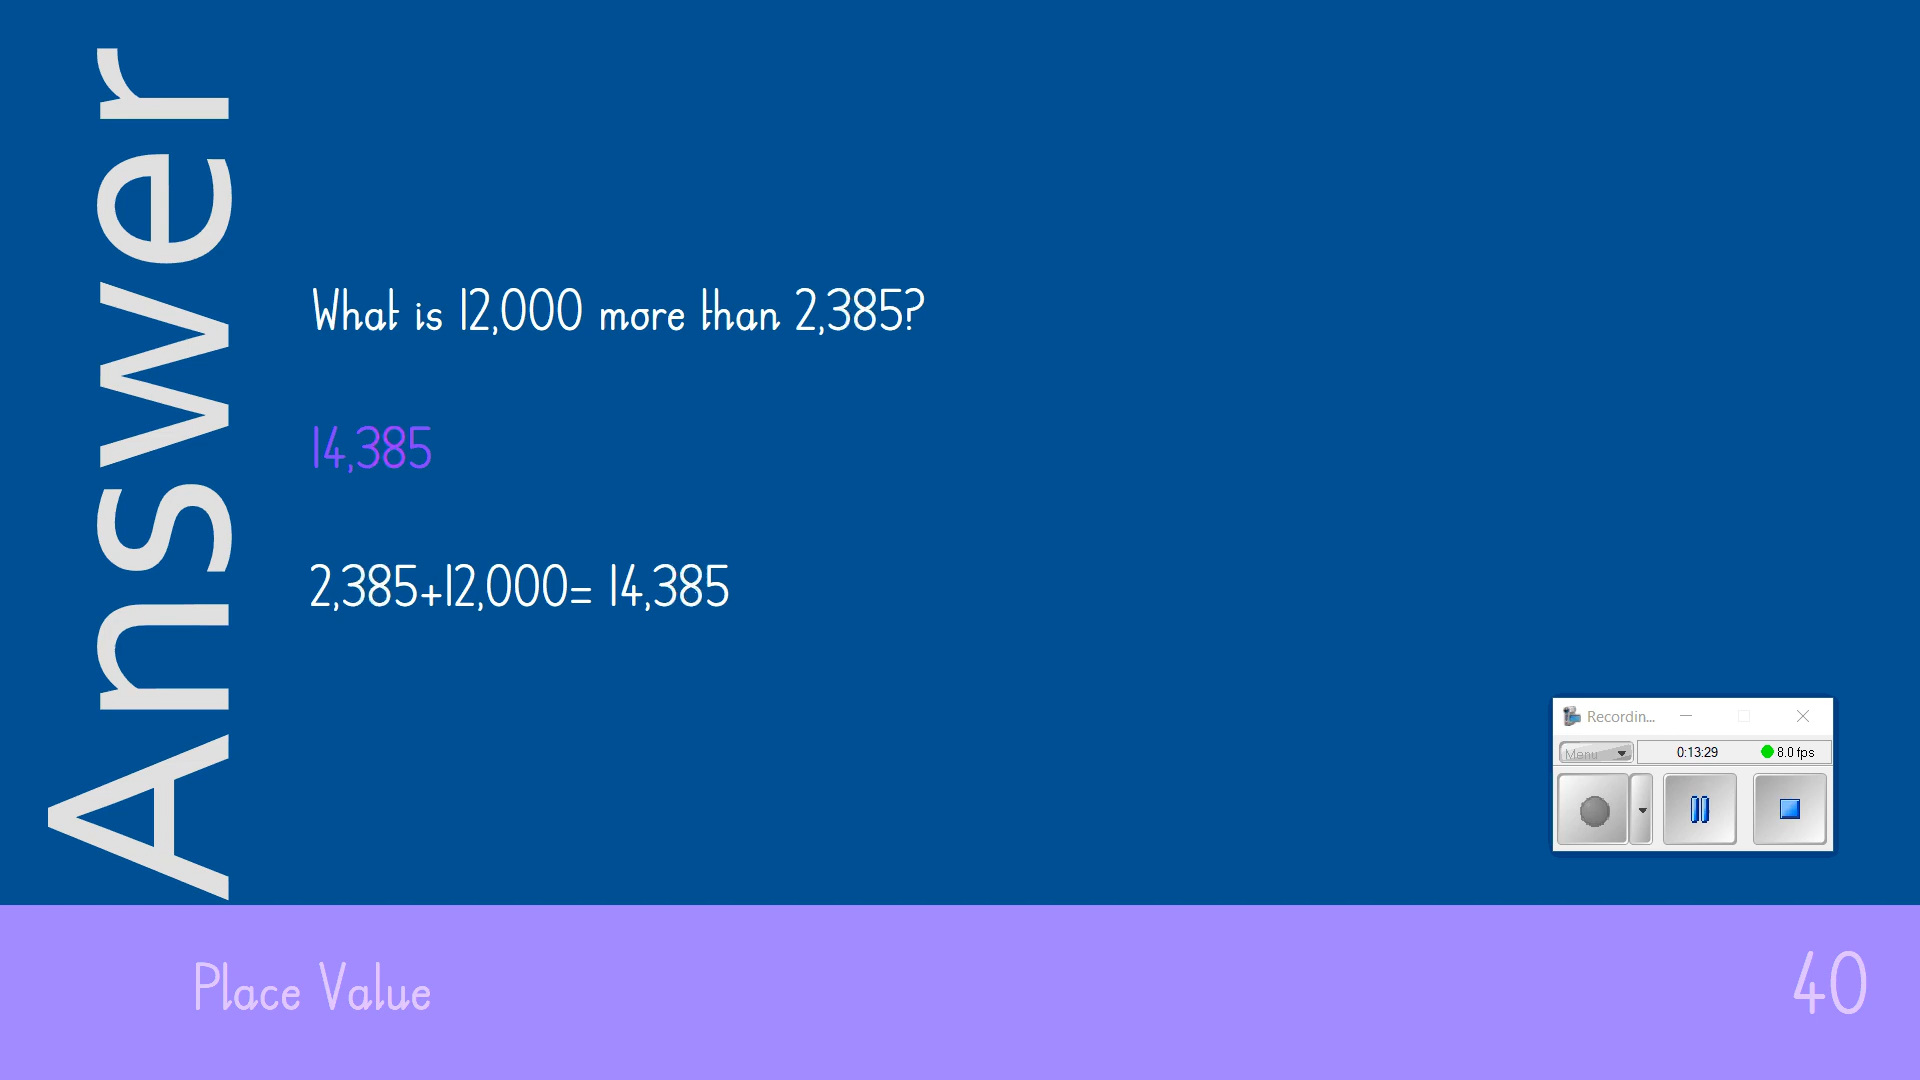 Answer
What is 12,000 more than 2,385?
14,385
2,385+12,000= 14,385
Recordin...
Menu
0:13:29
8.0 fps
Place Value
40